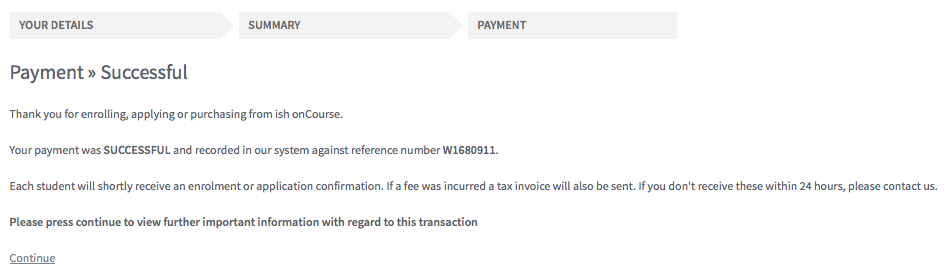 YOUR DETAILS SUMMARY PAYMENT
Payment » Successful
Thank you for enrolling, applying or purchasing from ish onCourse.
Your payment was SUCCESSFUL and recorded in our system against reference number W1680911.
Each student will shortly receive an enrolment or application confirmation. If a fee was incurred a tax invoice will also be sent. If you don't receive these within 24 hours, please contact us.
Please press continue to view further important information with regard to this transaction
Continue